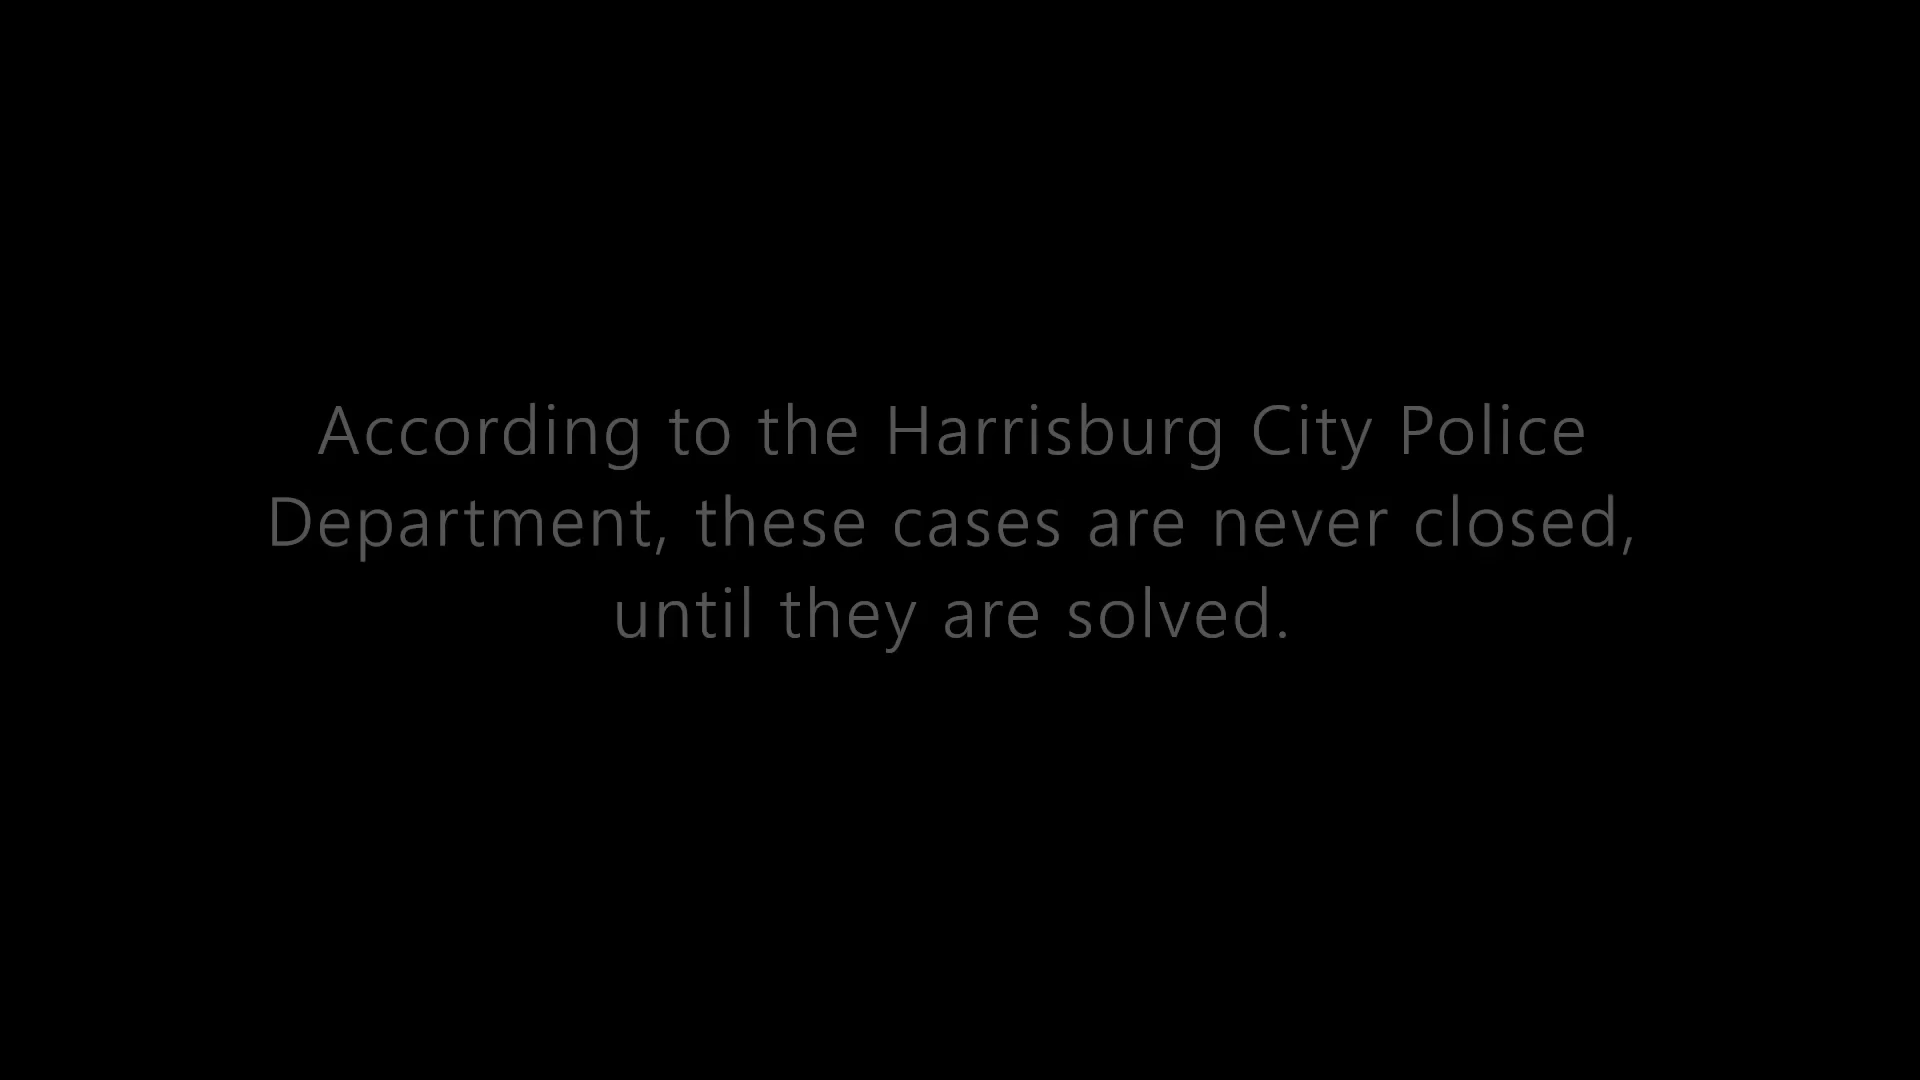 According to the Harrisburg City Police
Department, these cases are never closed,
until they are solved.